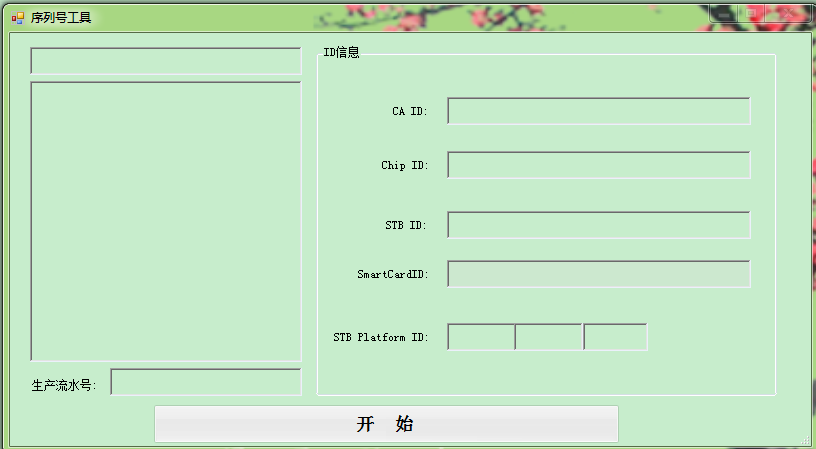 序列号工具
ID信息
CA ID:
Chip ID:
STB ID:
SmartCardID:
STB Platform ID:
生产流水号:
开 始